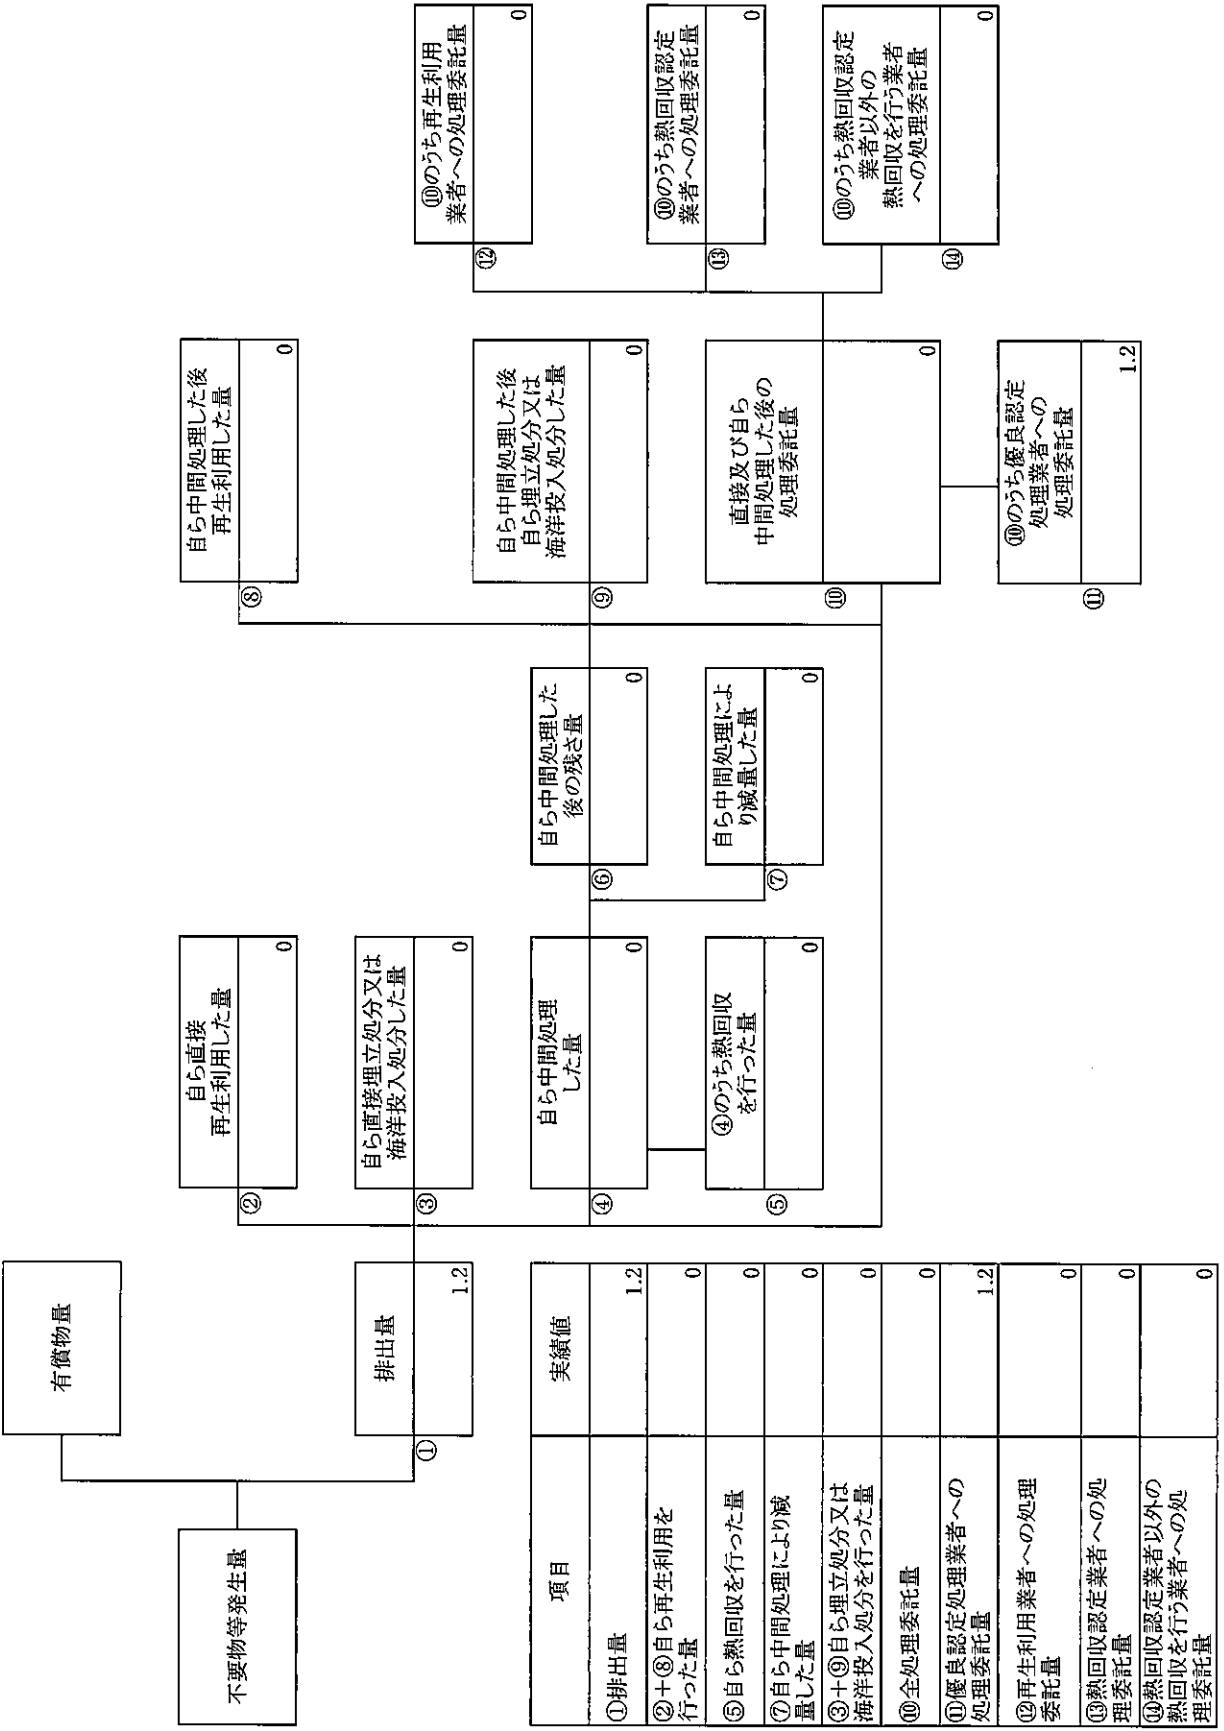 有償物量
不要物等発生量
排出量
①
1.2
自ら直接
再生利用した量
②
0
自ら直接埋立処分又は
海洋投入処分した量
③
0
自ら中間処理
した量
④
0
④のうち熱回収
を行った量
⑤
0
自ら中間処理した
後の残さ量
⑥
0
自ら中間処理によ
り減量した量
⑦
0
自ら中間処理した後
再生利用した量
⑧
0
自ら中間処理した後
自ら埋立処分又は
海洋投入処分した量
⑨
0
直接及び自ら
中間処理した後の
処理委託量
⑩
0
⑩のうち優良認定
処理業者への
処理委託量
⑪
1.2
⑩のうち再生利用
業者への処理委託量
⑫
0
⑩のうち熱回収認定
業者への処理委託量
⑬
0
⑩のうち熱回収認定
業者以外の
熱回収を行う業者
への処理委託量
⑭
0
項目 実績値
①排出量 1.2
②＋⑧自ら再生利用を
行った量 0
⑤自ら熱回収を行った量 0
⑦自ら中間処理により減
量した量 0
③＋⑨自ら埋立処分又は
海洋投入処分を行った量 0
⑩全処理委託量 0
⑪優良認定処理業者への
処理委託量 1.2
⑫再生利用業者への処理
委託量 0
⑬熱回収認定業者への処
理委託量 0
⑭熱回収認定業者以外の
熱回収を行う業者への処
理委託量 0